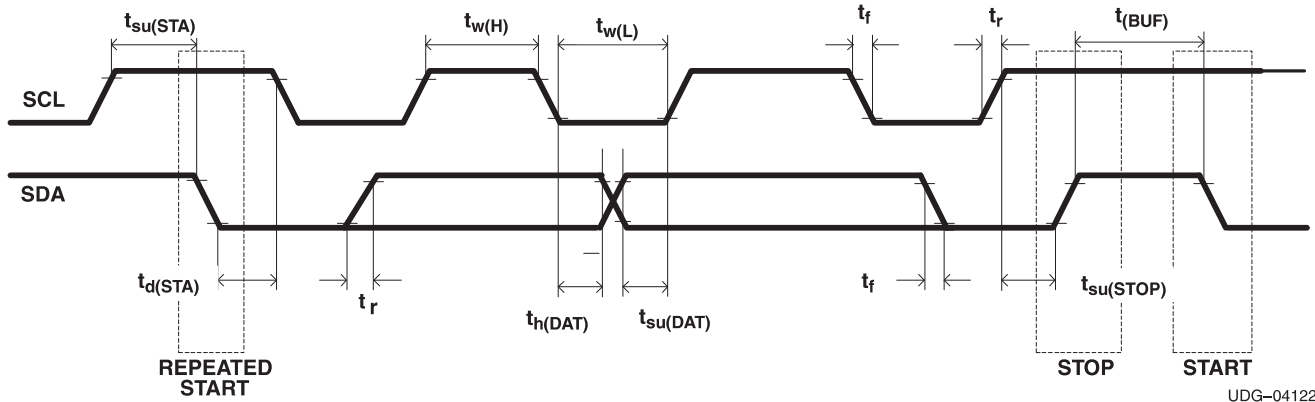 tsu(STA)
tw(H)
tw(L)
tf
tr
t(BUF)
SCL
SDA
td(STA)
tr
th(DAT)
tsu(DAT)
tf
tsu(STOP)
REPEATED
START
STOP
START
UDG–04122